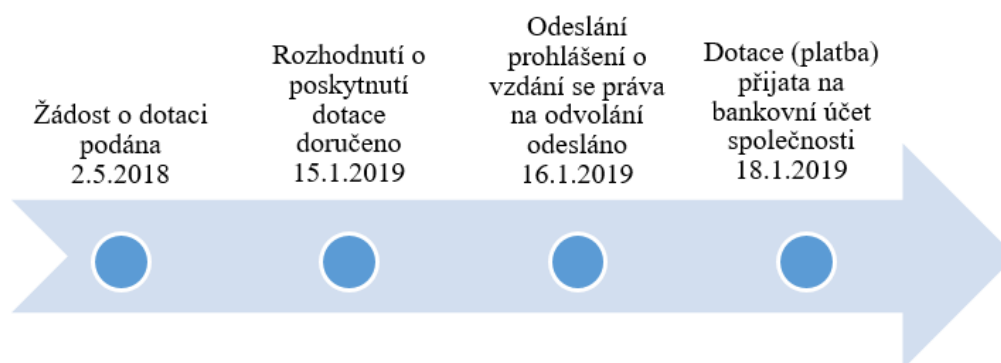 Žádost o dotaci
podána
2.5.2018
Rozhodnutí o
poskytnutí
dotace
doručeno
15.1.2019
Odeslání
prohlášení o
vzdání se práva
na odvolání
odesláno
16.1.2019
Dotace (platba)
přijata na
bankovní účet
společnosti
18.1.2019